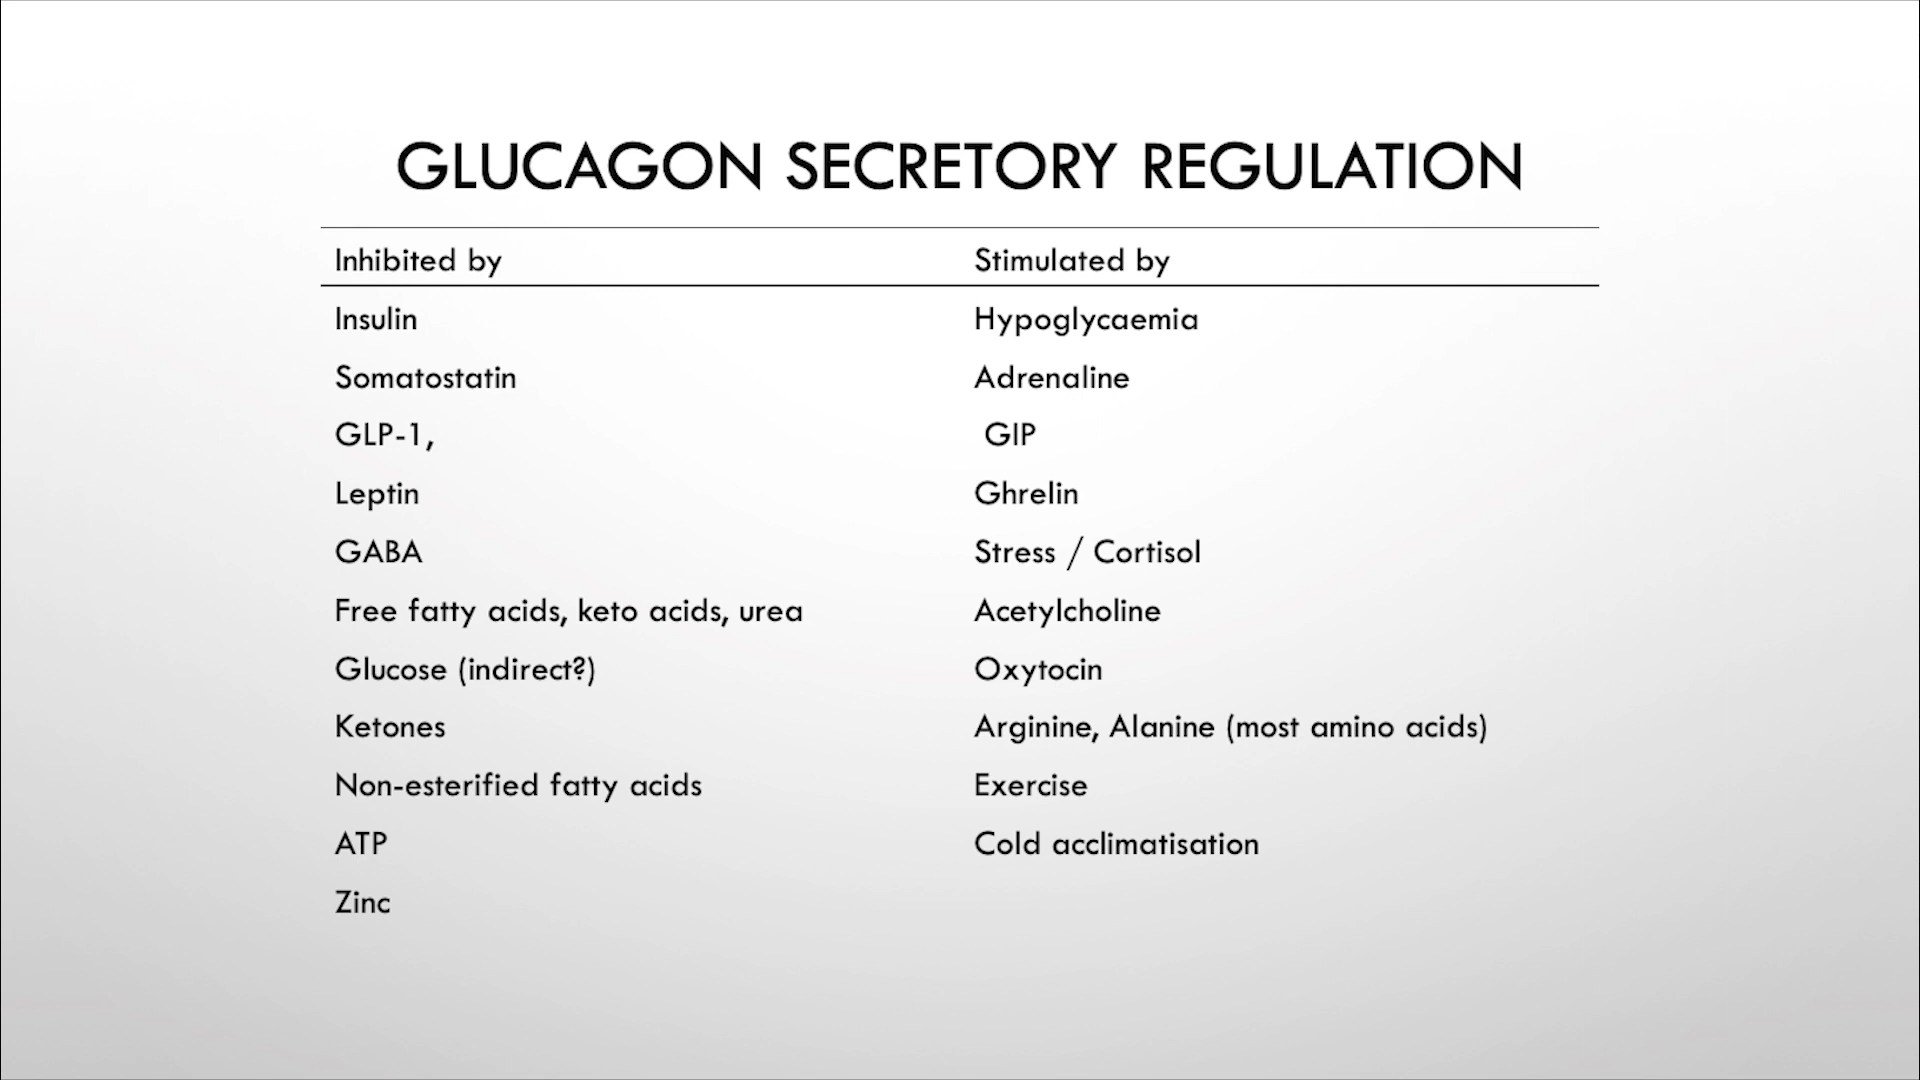 GLUCAGON SECRETORY REGULATION
Inhibited by Stimulated by
Insulin Hypoglycaemia
Somatostatin Adrenaline
GLP-1, GIP
Leptin Ghrelin
GABA Stress / Cortisol
Free fatty acids, keto acids, urea Acetylcholine
Glucose (indirect?) Oxytocin
Ketones Arginine, Alanine (most amino acids)
Non-esterified fatty acids Exercise
ATP Cold acclimatisation
Zinc